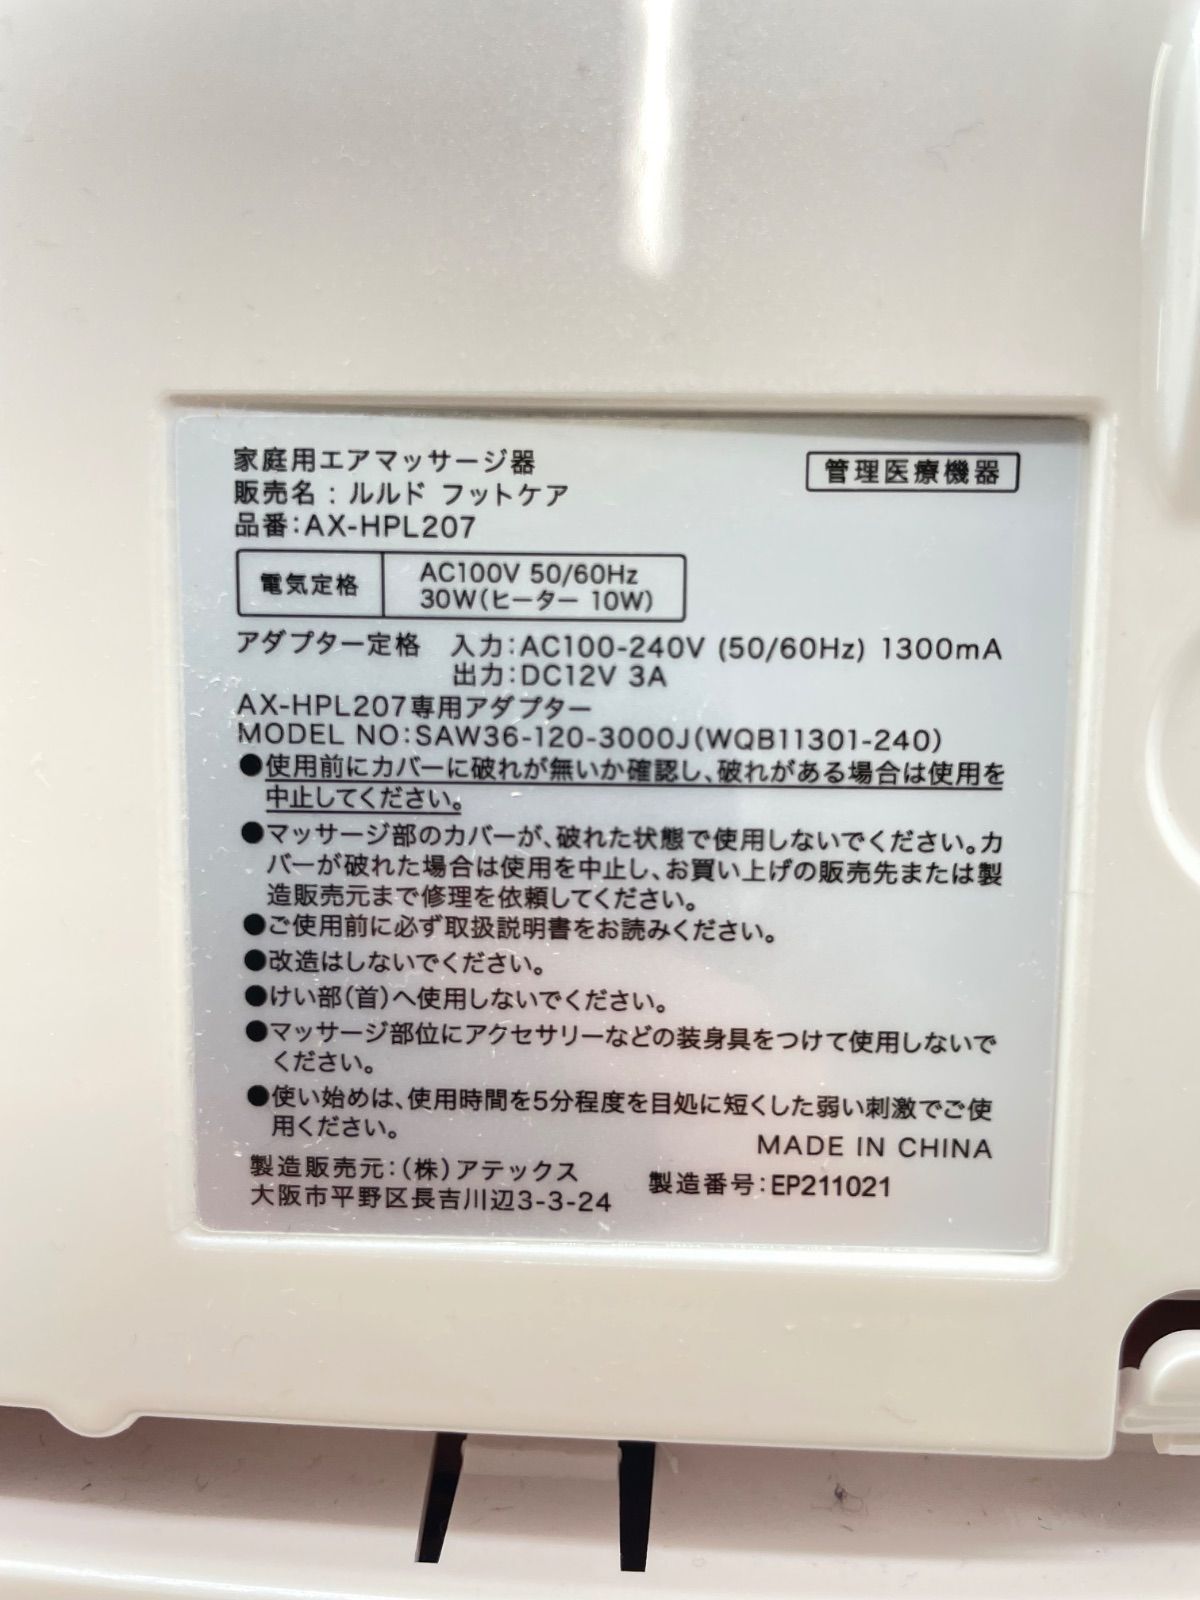 家庭用エアマッサージ器
管理医療機器
販売名：ルルド フットケア
品番：AX-HPL207
電気定格
AC100V 50/60Hz
30W（ヒーター 10W）
アダプター定格 入力：AC100-240V (50/60Hz) 1300mA
出力：DC12V 3A
AX-HPL207専用アダプター
MODEL NO：SAW36-120-3000J(WQB11301-240)
●使用前にカバーに破れが無いか確認し、破れがある場合は使用を
中止してください。
●マッサージ部のカバーが、破れた状態で使用しないでください。カ
バーが破れた場合は使用を中止し、お買い上げの販売先または製
造販売元まで修理を依頼してください。
●ご使用前に必ず取扱説明書をお読みください。
●改造はしないでください。
●けい部（首）へ使用しないでください。
●マッサージ部位にアクセサリーなどの装身具をつけて使用しないで
ください。
●使い始めは、使用時間を5分程度を目処に短くした弱い刺激でご使
用ください。
MADE IN CHINA
製造販売元：（株）アテックス
大阪市平野区長吉川辺3-3-24
製造番号：EP211021